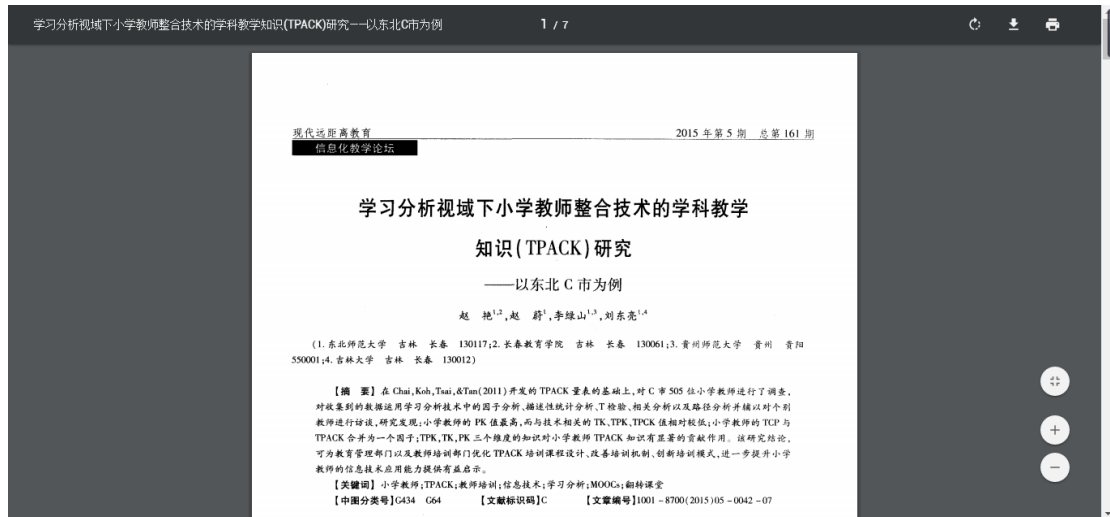 学习分析视域下小学教师整合技术的学科教学知识(TPACK)研究——以东北C市为例
1 / 7
现代远距离教育
2015 年第 5 期 总第 161 期
信息化教学论坛
学习分析视域下小学教师整合技术的学科教学
知识(TPACK)研究
——以东北 C 市为例
赵 艳1,2,赵 蔚1,李绿山1,3,刘东亮1,4
(1.东北师范大学 吉林 长春 130117;2.长春教育学院 吉林 长春 130061;3.贵州师范大学 贵州 贵阳
550001;4.吉林大学 吉林 长春 130012)
【摘 要】在 Chai,Koh,Tsai,&Tan(2011)开发的 TPACK 量表的基础上,对 C 市 505 位小学教师进行了调查,
对收集到的数据运用学习分析技术中的因子分析、描述性统计分析、T 检验、相关分析以及路径分析并辅以对个别
教师进行访谈,研究发现:小学教师的 PK 值最高,而与技术相关的 TK、TPK、TPCK 值相对较低;小学教师的 TCP 与
TPACK 合并为一个因子;TPK,TK,PK 三个维度的知识对小学教师 TPACK 知识有显著的贡献作用。该研究结论,
可为教育管理部门以及教师培训部门优化 TPACK 培训课程设计、改善培训机制、创新培训模式,进一步提升小学
教师的信息技术应用能力提供有益启示。
【关键词】小学教师;TPACK;教师培训;信息技术;学习分析;MOOCs;翻转课堂
【中图分类号】G434 G64 【文献标识码】C 【文章编号】1001-8700(2015)05-0042-07